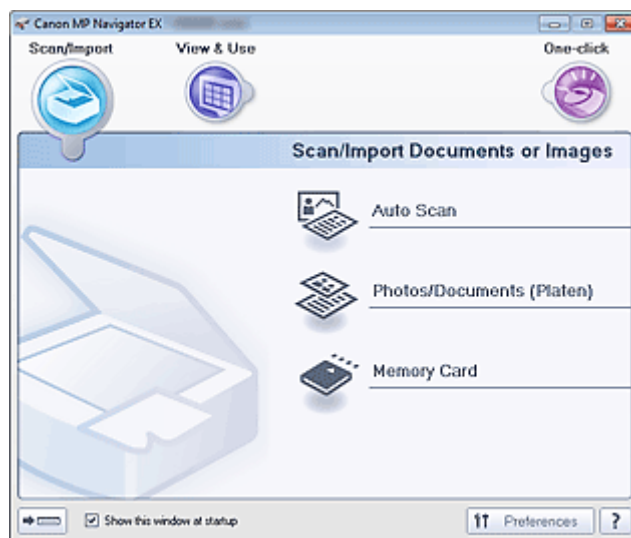 Canon MP Navigator EX
Scan/Import
View & Use
One-click
Scan/Import Documents or Images
Auto Scan
Photos/Documents (Platen)
Memory Card
Show this window at startup
Preferences
?